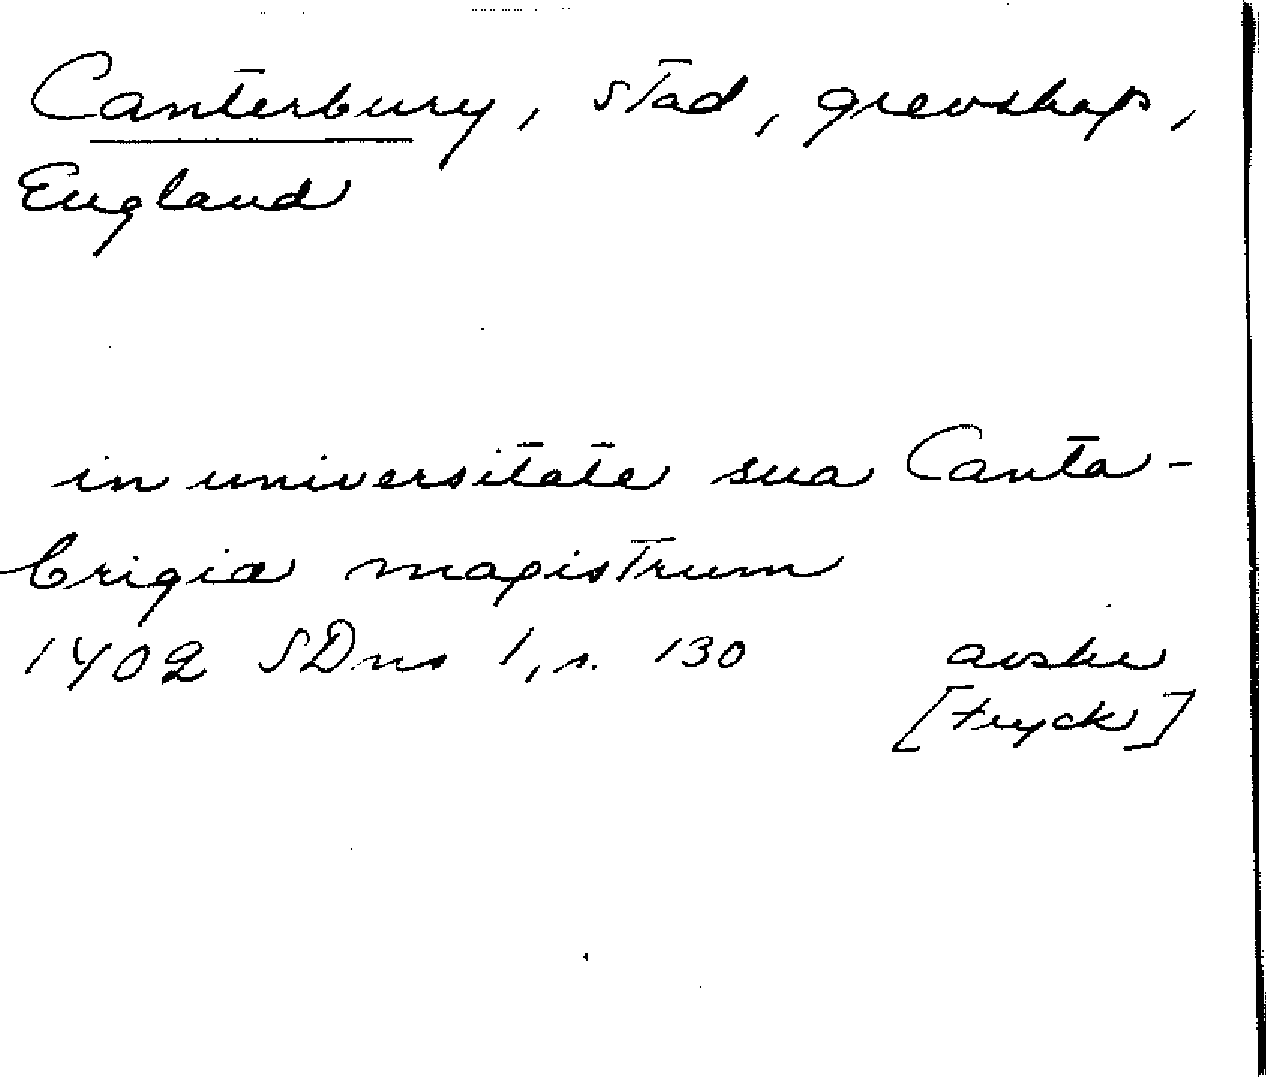 Canterbury, stad, grevskap,
England
in universitate sua Canta-
brigia magistrum
1402 SDns 1, s. 130 avskr
[tryck]